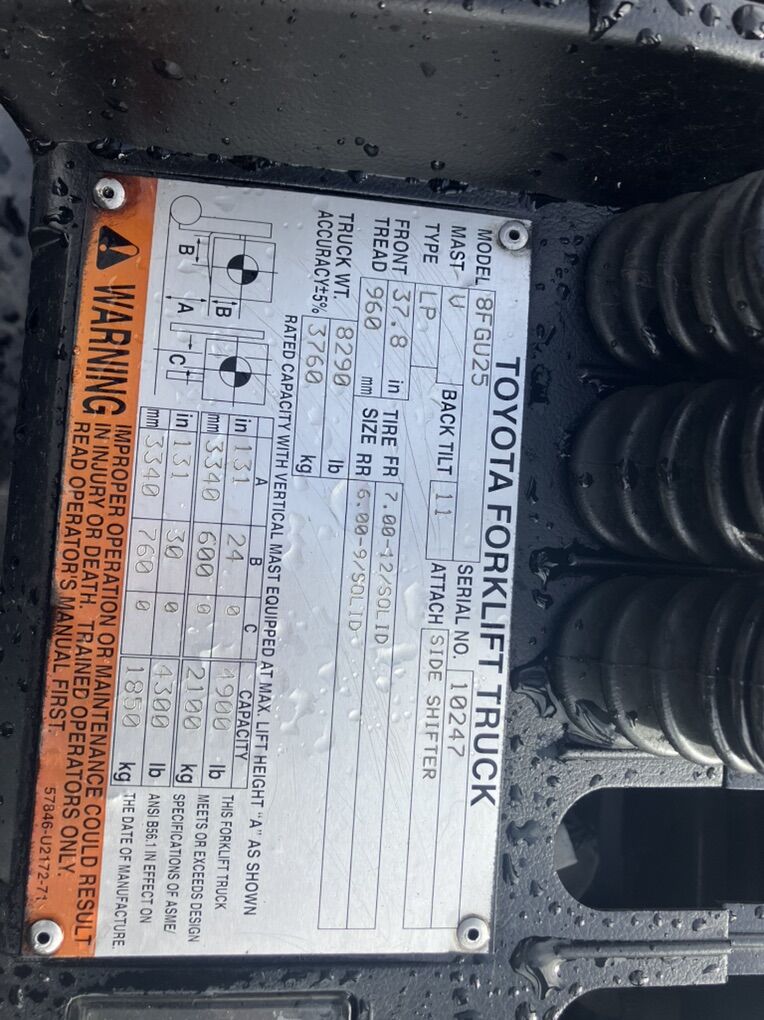 TOYOTA FORKLIFT TRUCK
MODEL 8FGU25 SERIAL NO. 10247
MAST V BACK TILT 11 ATTACH SIDE SHIFTER
TYPE LP
FRONT TREAD 37.8 in TIRE FR 7.00-12/SOLID
960 mm SIZE RR 6.00-9/SOLID
TRUCK WT. 8290 lb
ACCURACY±5% 3760 kg
RATED CAPACITY WITH VERTICAL MAST EQUIPPED AT MAX. LIFT HEIGHT "A" AS SHOWN
B B A C
A B C CAPACITY
in 131 24 0 4900 lb
mm 3340 600 0 2100 kg
in 131 30 0 4300 lb
mm 3340 760 0 1850 kg
THIS FORKLIFT TRUCK
MEETS OR EXCEEDS DESIGN
SPECIFICATIONS OF ASME/
ANSI B56.1 IN EFFECT ON
THE DATE OF MANUFACTURE.
WARNING
IMPROPER OPERATION OR MAINTENANCE COULD RESULT
IN INJURY OR DEATH. TRAINED OPERATORS ONLY.
READ OPERATOR'S MANUAL FIRST.
57846-U2172-71